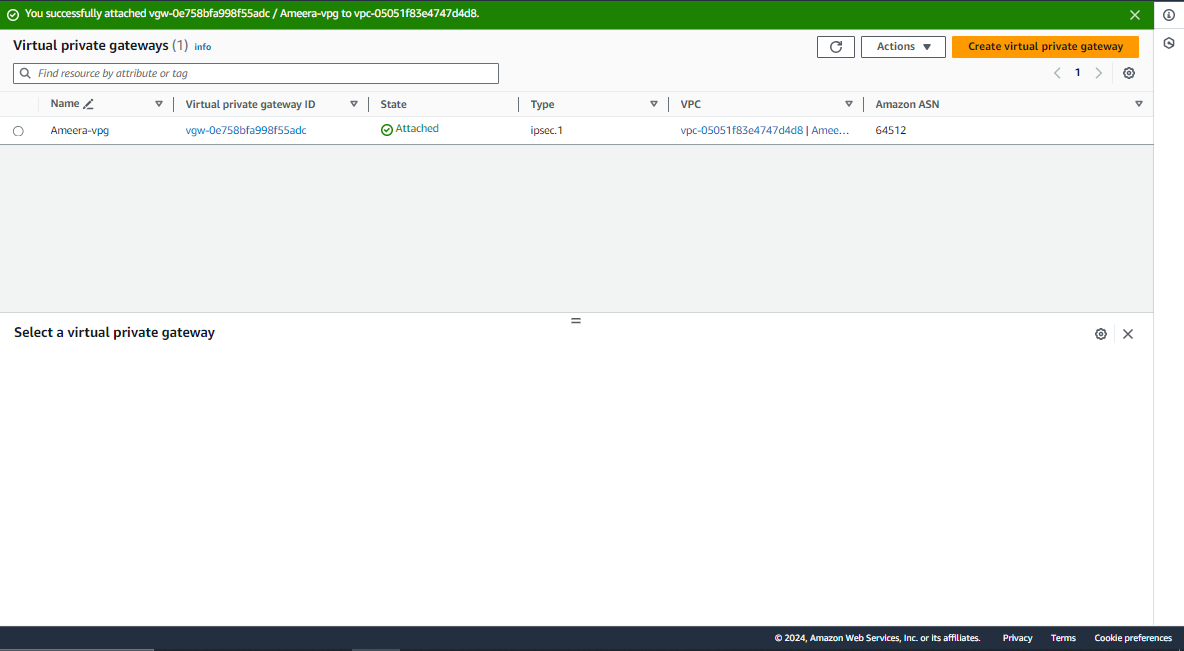 You successfully attached vgw-0e758bfa998f55adc / Ameera-vpg to vpc-05051f83e4747d4d8.
Virtual private gateways (1) Info
Actions
Create virtual private gateway
Find resource by attribute or tag
1
Name Virtual private gateway ID State Type VPC Amazon ASN
Ameera-vpg vgw-0e758bfa998f55adc Attached ipsec.1 vpc-05051f83e4747d4d8 | Amee... 64512
Select a virtual private gateway
© 2024, Amazon Web Services, Inc. or its affiliates. Privacy Terms Cookie preferences